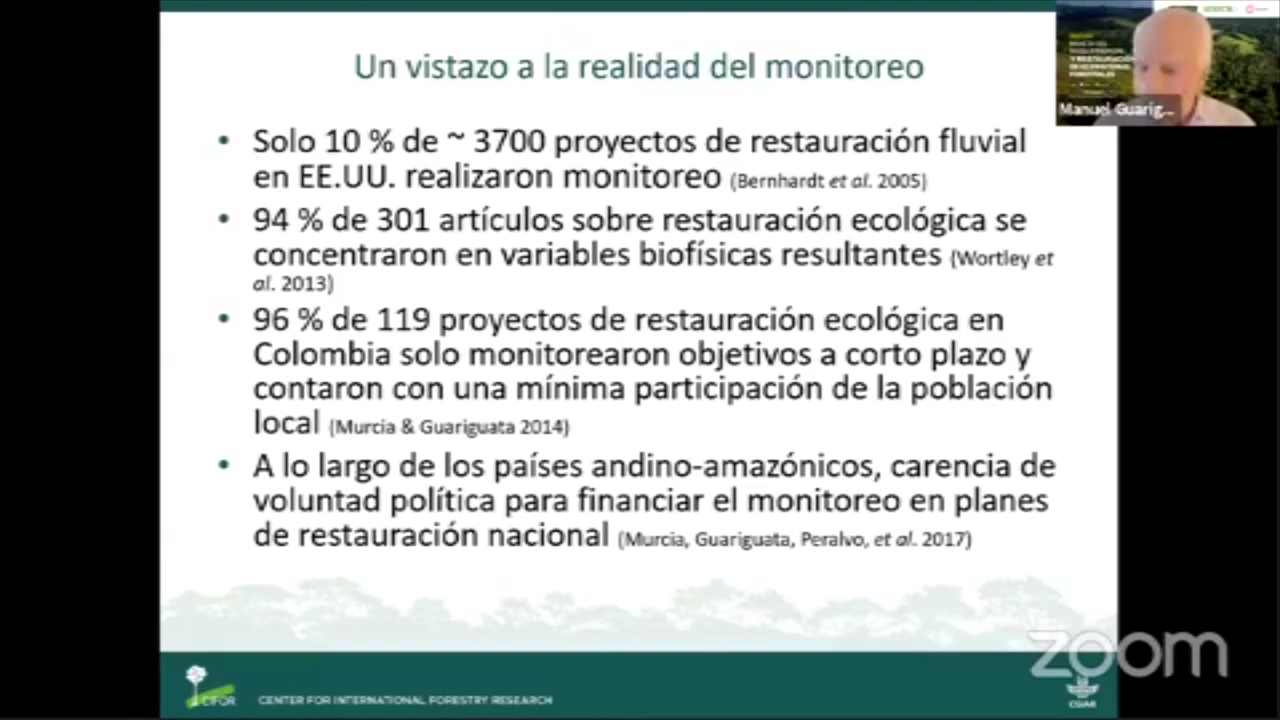 Un vistazo a la realidad del monitoreo
Manuel Guarig...
• Solo 10 % de ~ 3700 proyectos de restauración fluvial
en EE.UU. realizaron monitoreo (Bernhardt et al. 2005)
• 94 % de 301 artículos sobre restauración ecológica se
concentraron en variables biofísicas resultantes (Wortley et
al. 2013)
• 96 % de 119 proyectos de restauración ecológica en
Colombia solo monitorearon objetivos a corto plazo y
contaron con una mínima participación de la población
local (Murcia & Guariguata 2014)
• A lo largo de los países andino-amazónicos, carencia de
voluntad política para financiar el monitoreo en planes
de restauración nacional (Murcia, Guariguata, Peralvo, et al. 2017)
zoom
CIFOR
CENTER FOR INTERNATIONAL FORESTRY RESEARCH
CGIAR